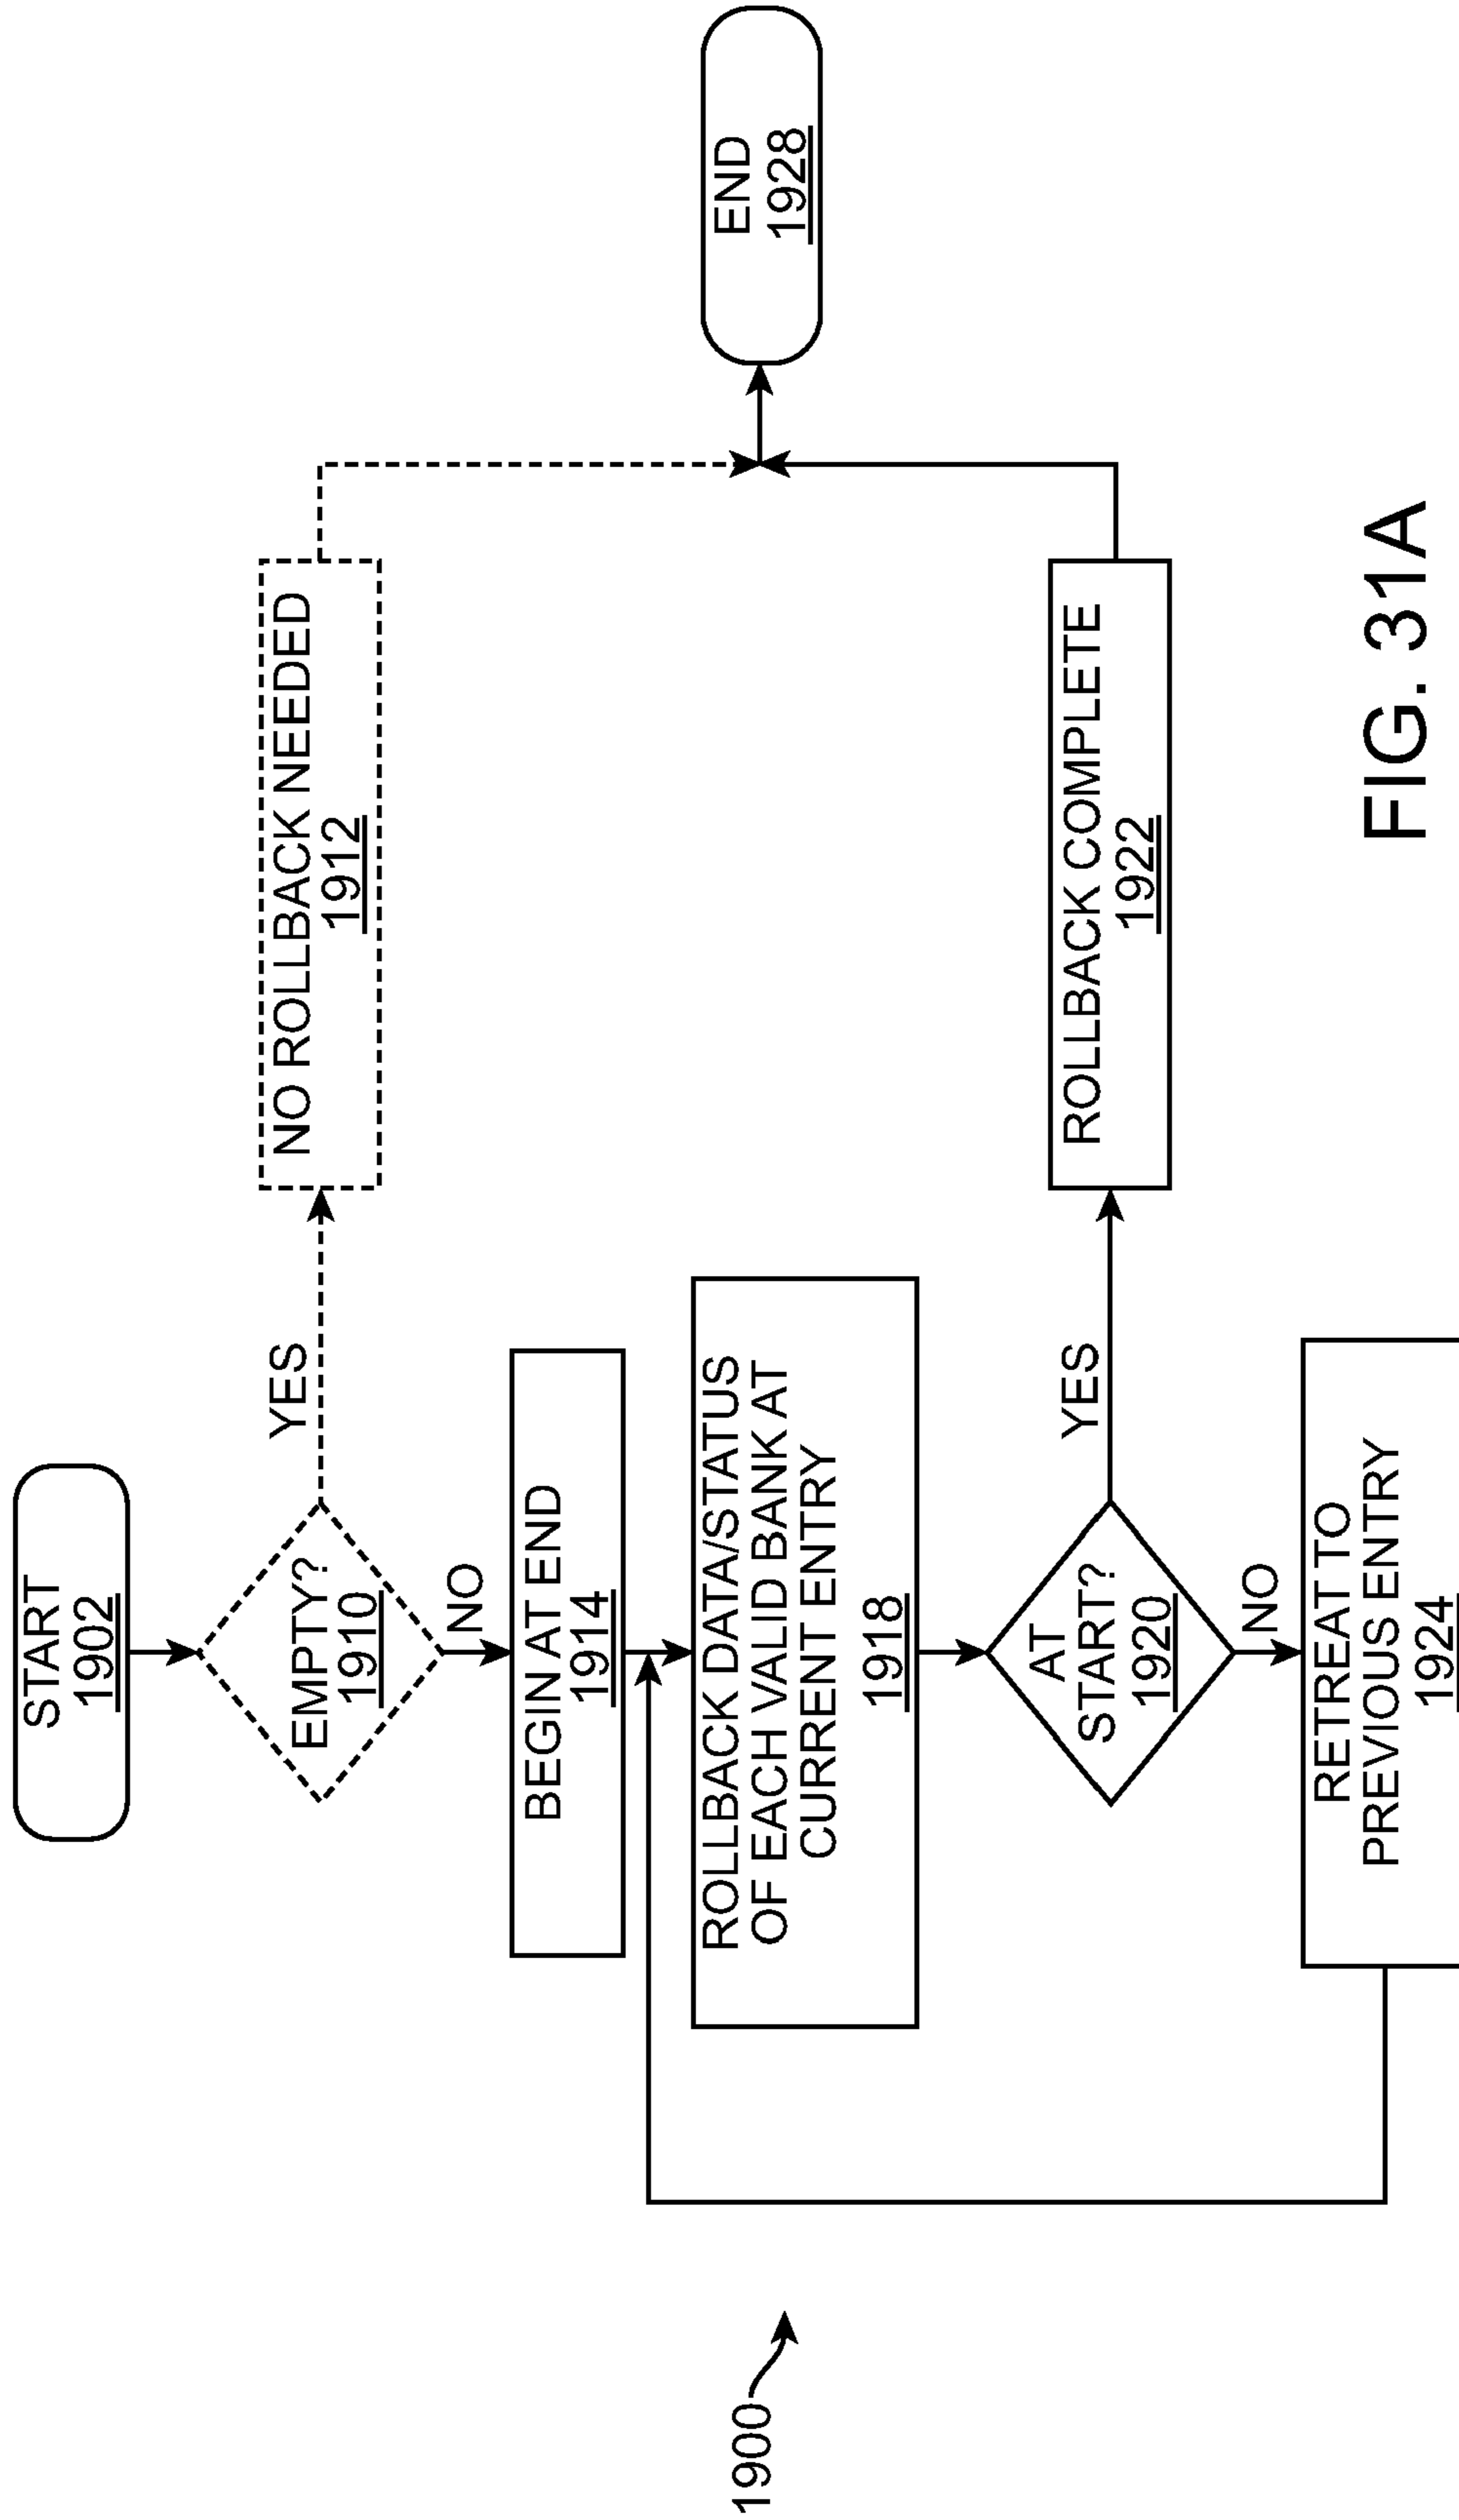 START
1902
EMPTY?
1910
YES
NO ROLLBACK NEEDED
1912
NO
BEGIN AT END
1914
ROLLBACK DATA/STATUS
OF EACH VALID BANK AT
CURRENT ENTRY
1918
AT
START?
1920
YES
ROLLBACK COMPLETE
1922
NO
RETREAT TO
PREVIOUS ENTRY
1924
END
1928
1900
FIG. 31A